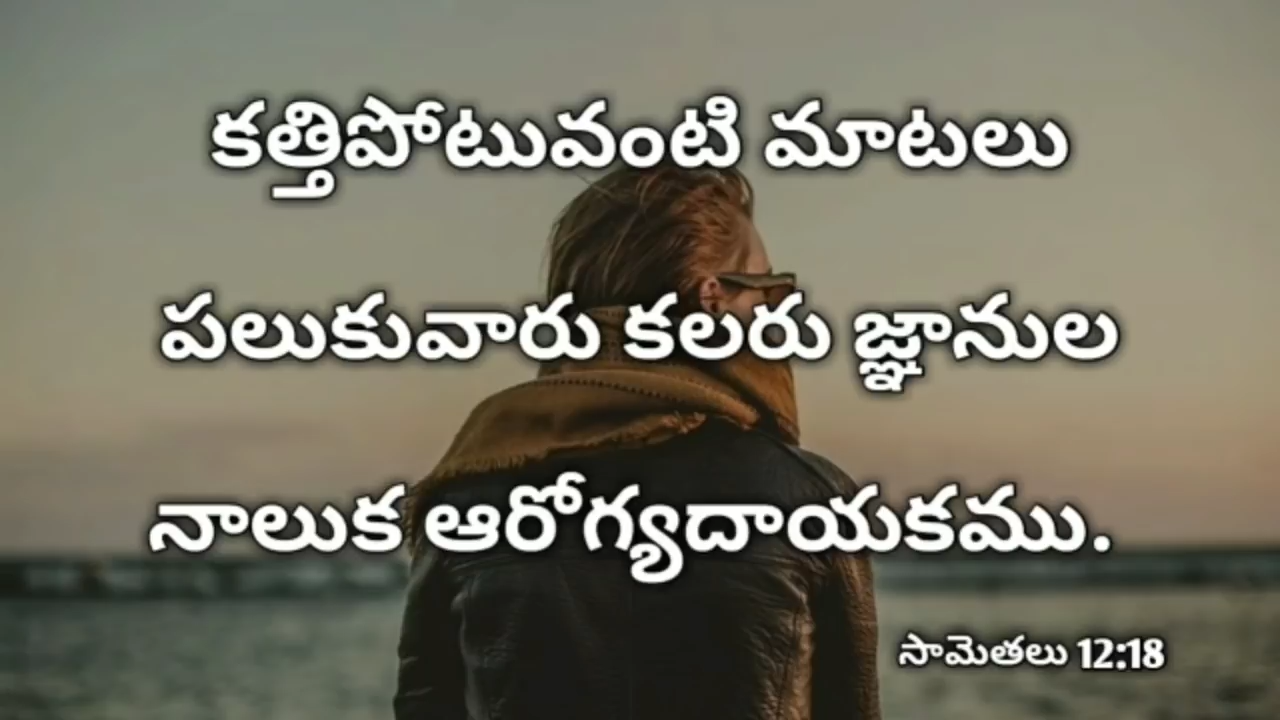 కత్తిపోటువంటి మాటలు
పలుకువారు కలరు జ్ఞానుల
నాలుక ఆరోగ్యదాయకము.
సామెతలు 12:18